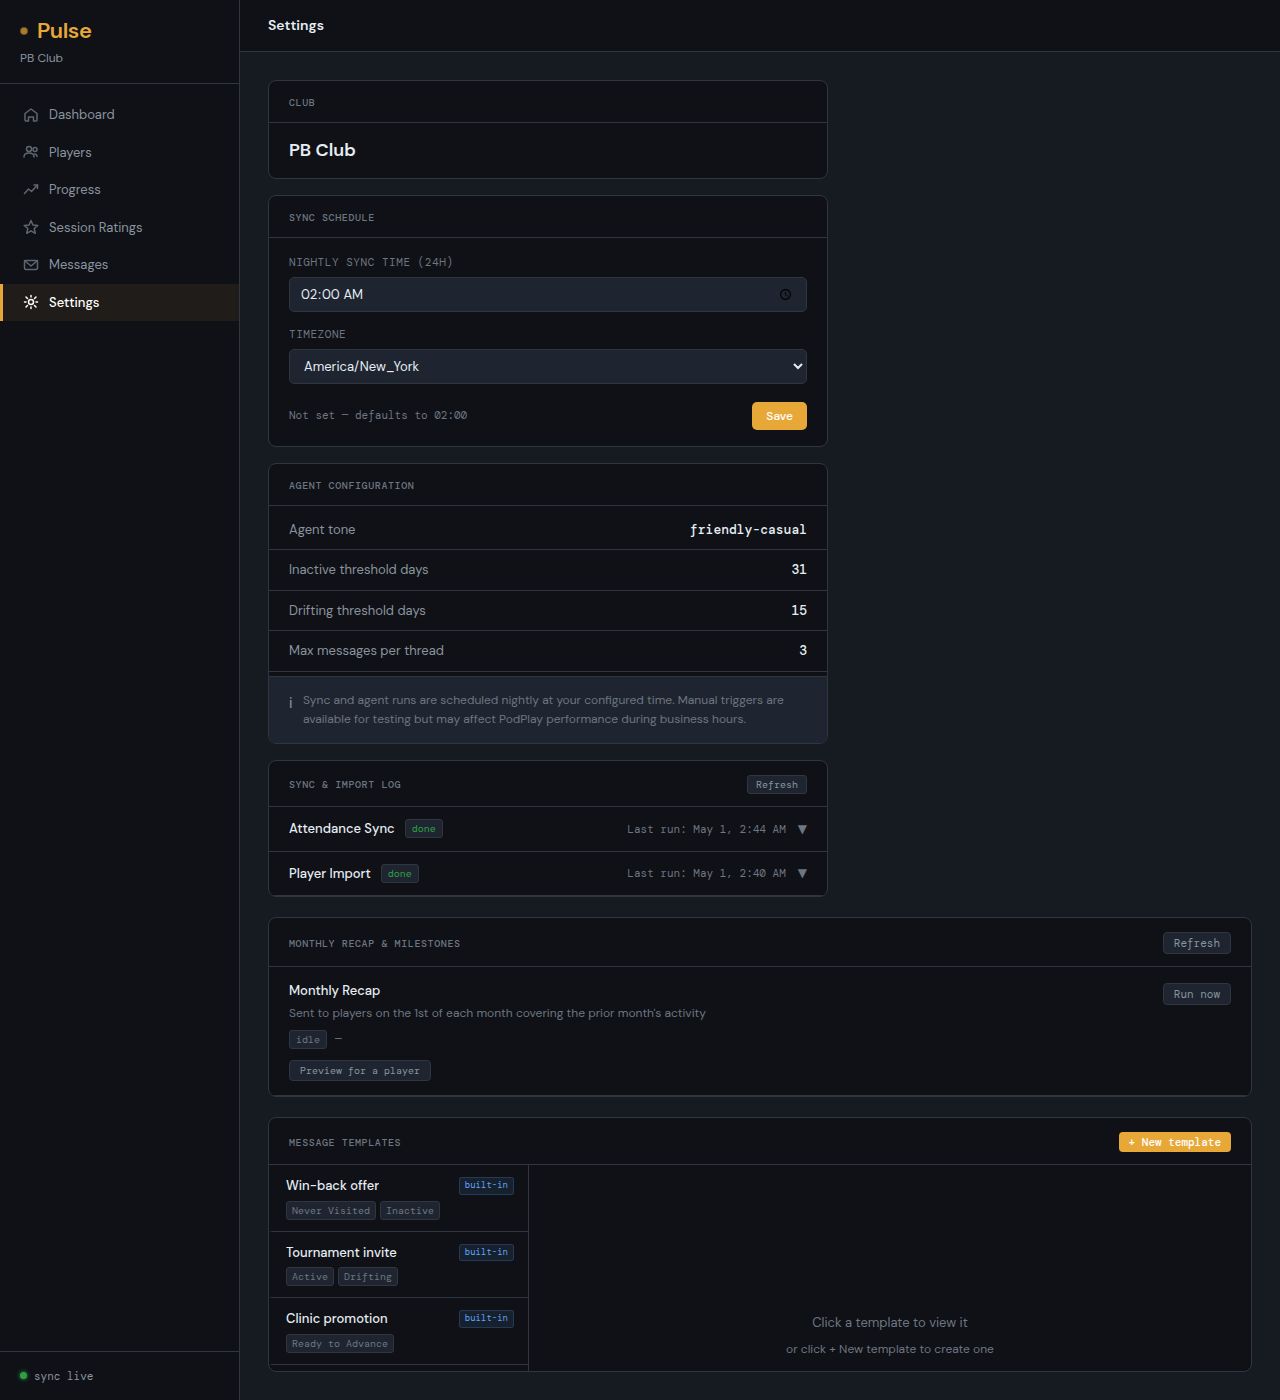 Pulse
PB Club
Dashboard
Players
Progress
Session Ratings
Messages
Settings
sync live
Settings
CLUB
PB Club
SYNC SCHEDULE
NIGHTLY SYNC TIME (24H)
02:00 AM
TIMEZONE
America/New_York
Not set — defaults to 02:00
Save
AGENT CONFIGURATION
Agent tone friendly-casual
Inactive threshold days 31
Drifting threshold days 15
Max messages per thread 3
i Sync and agent runs are scheduled nightly at your configured time. Manual triggers are
available for testing but may affect PodPlay performance during business hours.
SYNC & IMPORT LOG Refresh
Attendance Sync done Last run: May 1, 2:44 AM ▼
Player Import done Last run: May 1, 2:40 AM ▼
MONTHLY RECAP & MILESTONES Refresh
Monthly Recap Run now
Sent to players on the 1st of each month covering the prior month's activity
idle —
Preview for a player
MESSAGE TEMPLATES + New template
Win-back offer built-in
Never Visited Inactive
Tournament invite built-in
Active Drifting
Clinic promotion built-in
Ready to Advance
Click a template to view it
or click + New template to create one